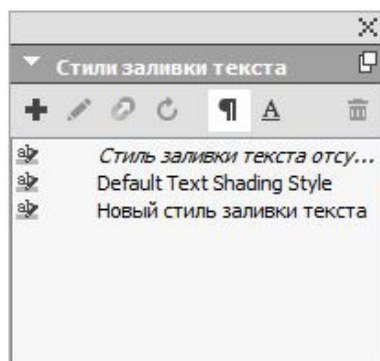 Стили заливки текста
Стиль заливки текста отсу...
Default Text Shading Style
Новый стиль заливки текста